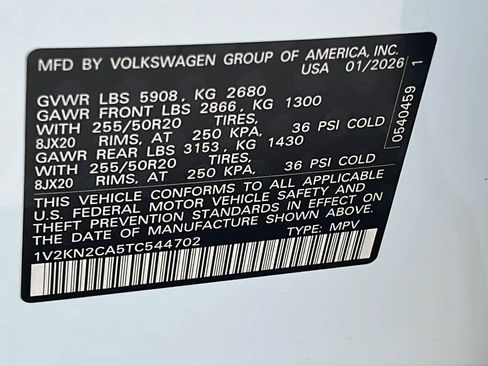 MFD BY VOLKSWAGEN GROUP OF AMERICA, INC.
USA 01/2026 1
GVWR LBS 5908, KG 2680
GAWR FRONT LBS 2866, KG 1300
WITH 255/50R20 TIRES,
8JX20 RIMS, AT 250 KPA, 36 PSI COLD
GAWR REAR LBS 3153, KG 1430
WITH 255/50R20 TIRES,
8JX20 RIMS, AT 250 KPA, 36 PSI COLD
THIS VEHICLE CONFORMS TO ALL APPLICABLE
U.S. FEDERAL MOTOR VEHICLE SAFETY AND
THEFT PREVENTION STANDARDS IN EFFECT ON
THE DATE OF MANUFACTURE SHOWN ABOVE.
1V2KN2CA5TC544702 TYPE: MPV
0540459